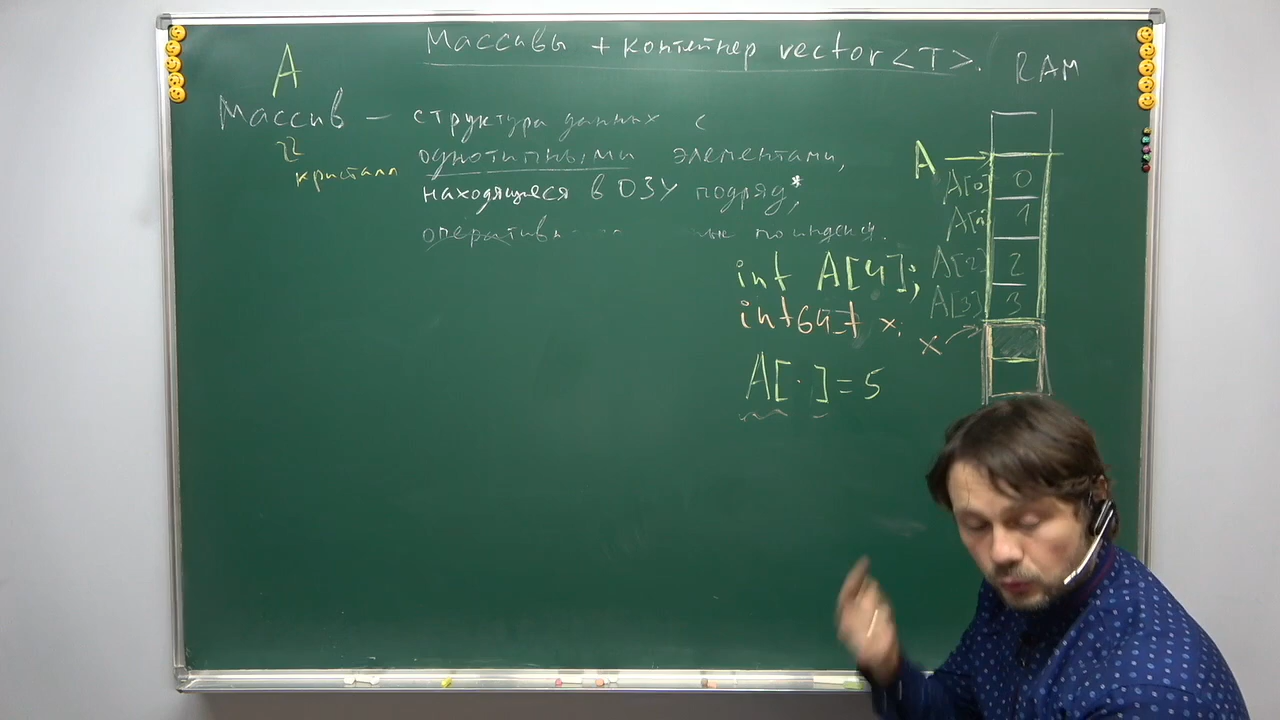 Массивы + контейнер vector<T>.
A
RAM
Массив — структура данных с
⇄
кристалл
однотипными элементами,
находящиеся в ОЗУ подряд*,
по индексу.
int A[4];
int64_t x;
A[·]=5
A
A[0] 0
A[1] 1
A[2] 2
A[3] 3
x